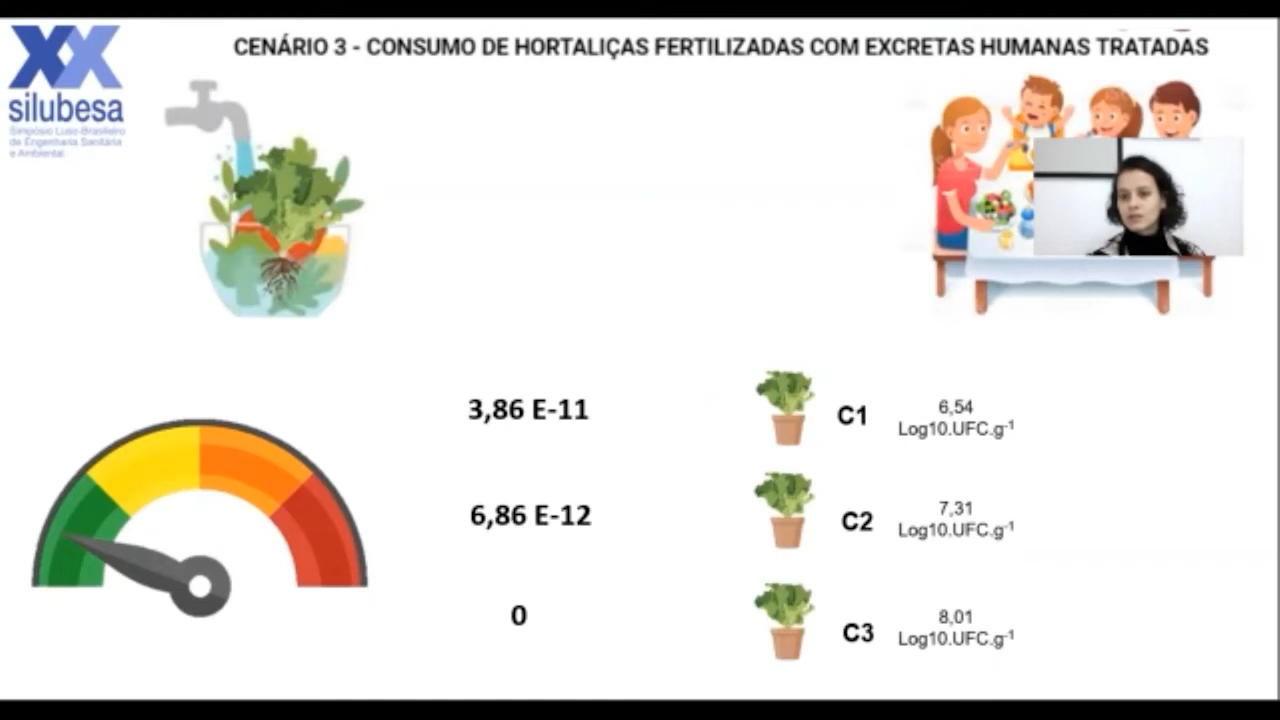 CENÁRIO 3 - CONSUMO DE HORTALIÇAS FERTILIZADAS COM EXCRETAS HUMANAS TRATADAS
XX
silubesa
Simpósio Luso-Brasileiro
de Engenharia Sanitária
e Ambiental
3,86 E-11
C1
6,54
Log10.UFC.g⁻¹
6,86 E-12
C2
7,31
Log10.UFC.g⁻¹
0
C3
8,01
Log10.UFC.g⁻¹